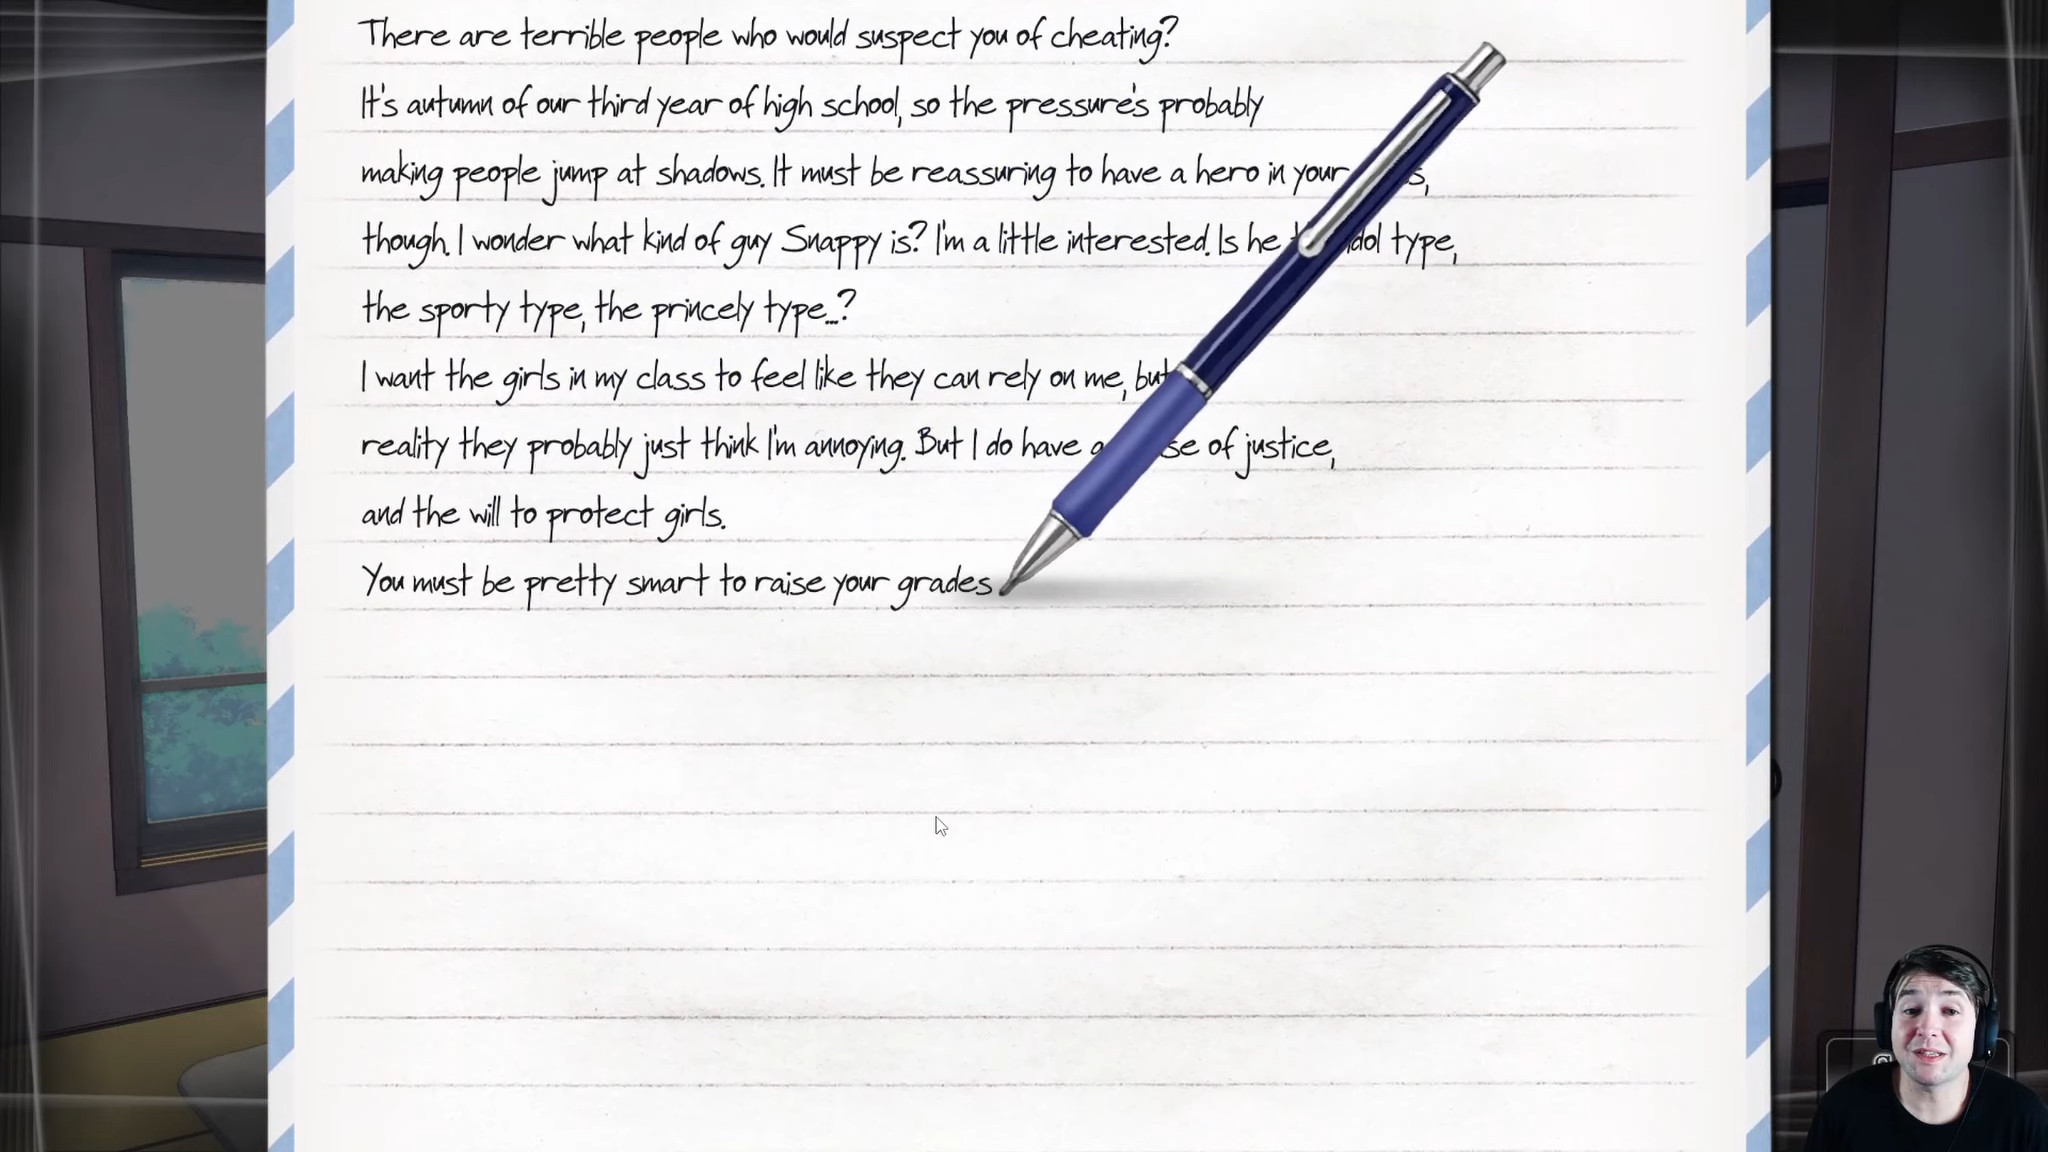 There are terrible people who would suspect you of cheating?
It's autumn of our third year of high school, so the pressure's probably
making people jump at shadows. It must be reassuring to have a hero in your
though. I wonder what kind of guy Snappy is? I'm a little interested. Is he type,
the sporty type, the princely type...?
I want the girls in my class to feel like they can rely on me, but
reality they probably just think I'm annoying. But I do have a of justice,
and the will to protect girls.
You must be pretty smart to raise your grades